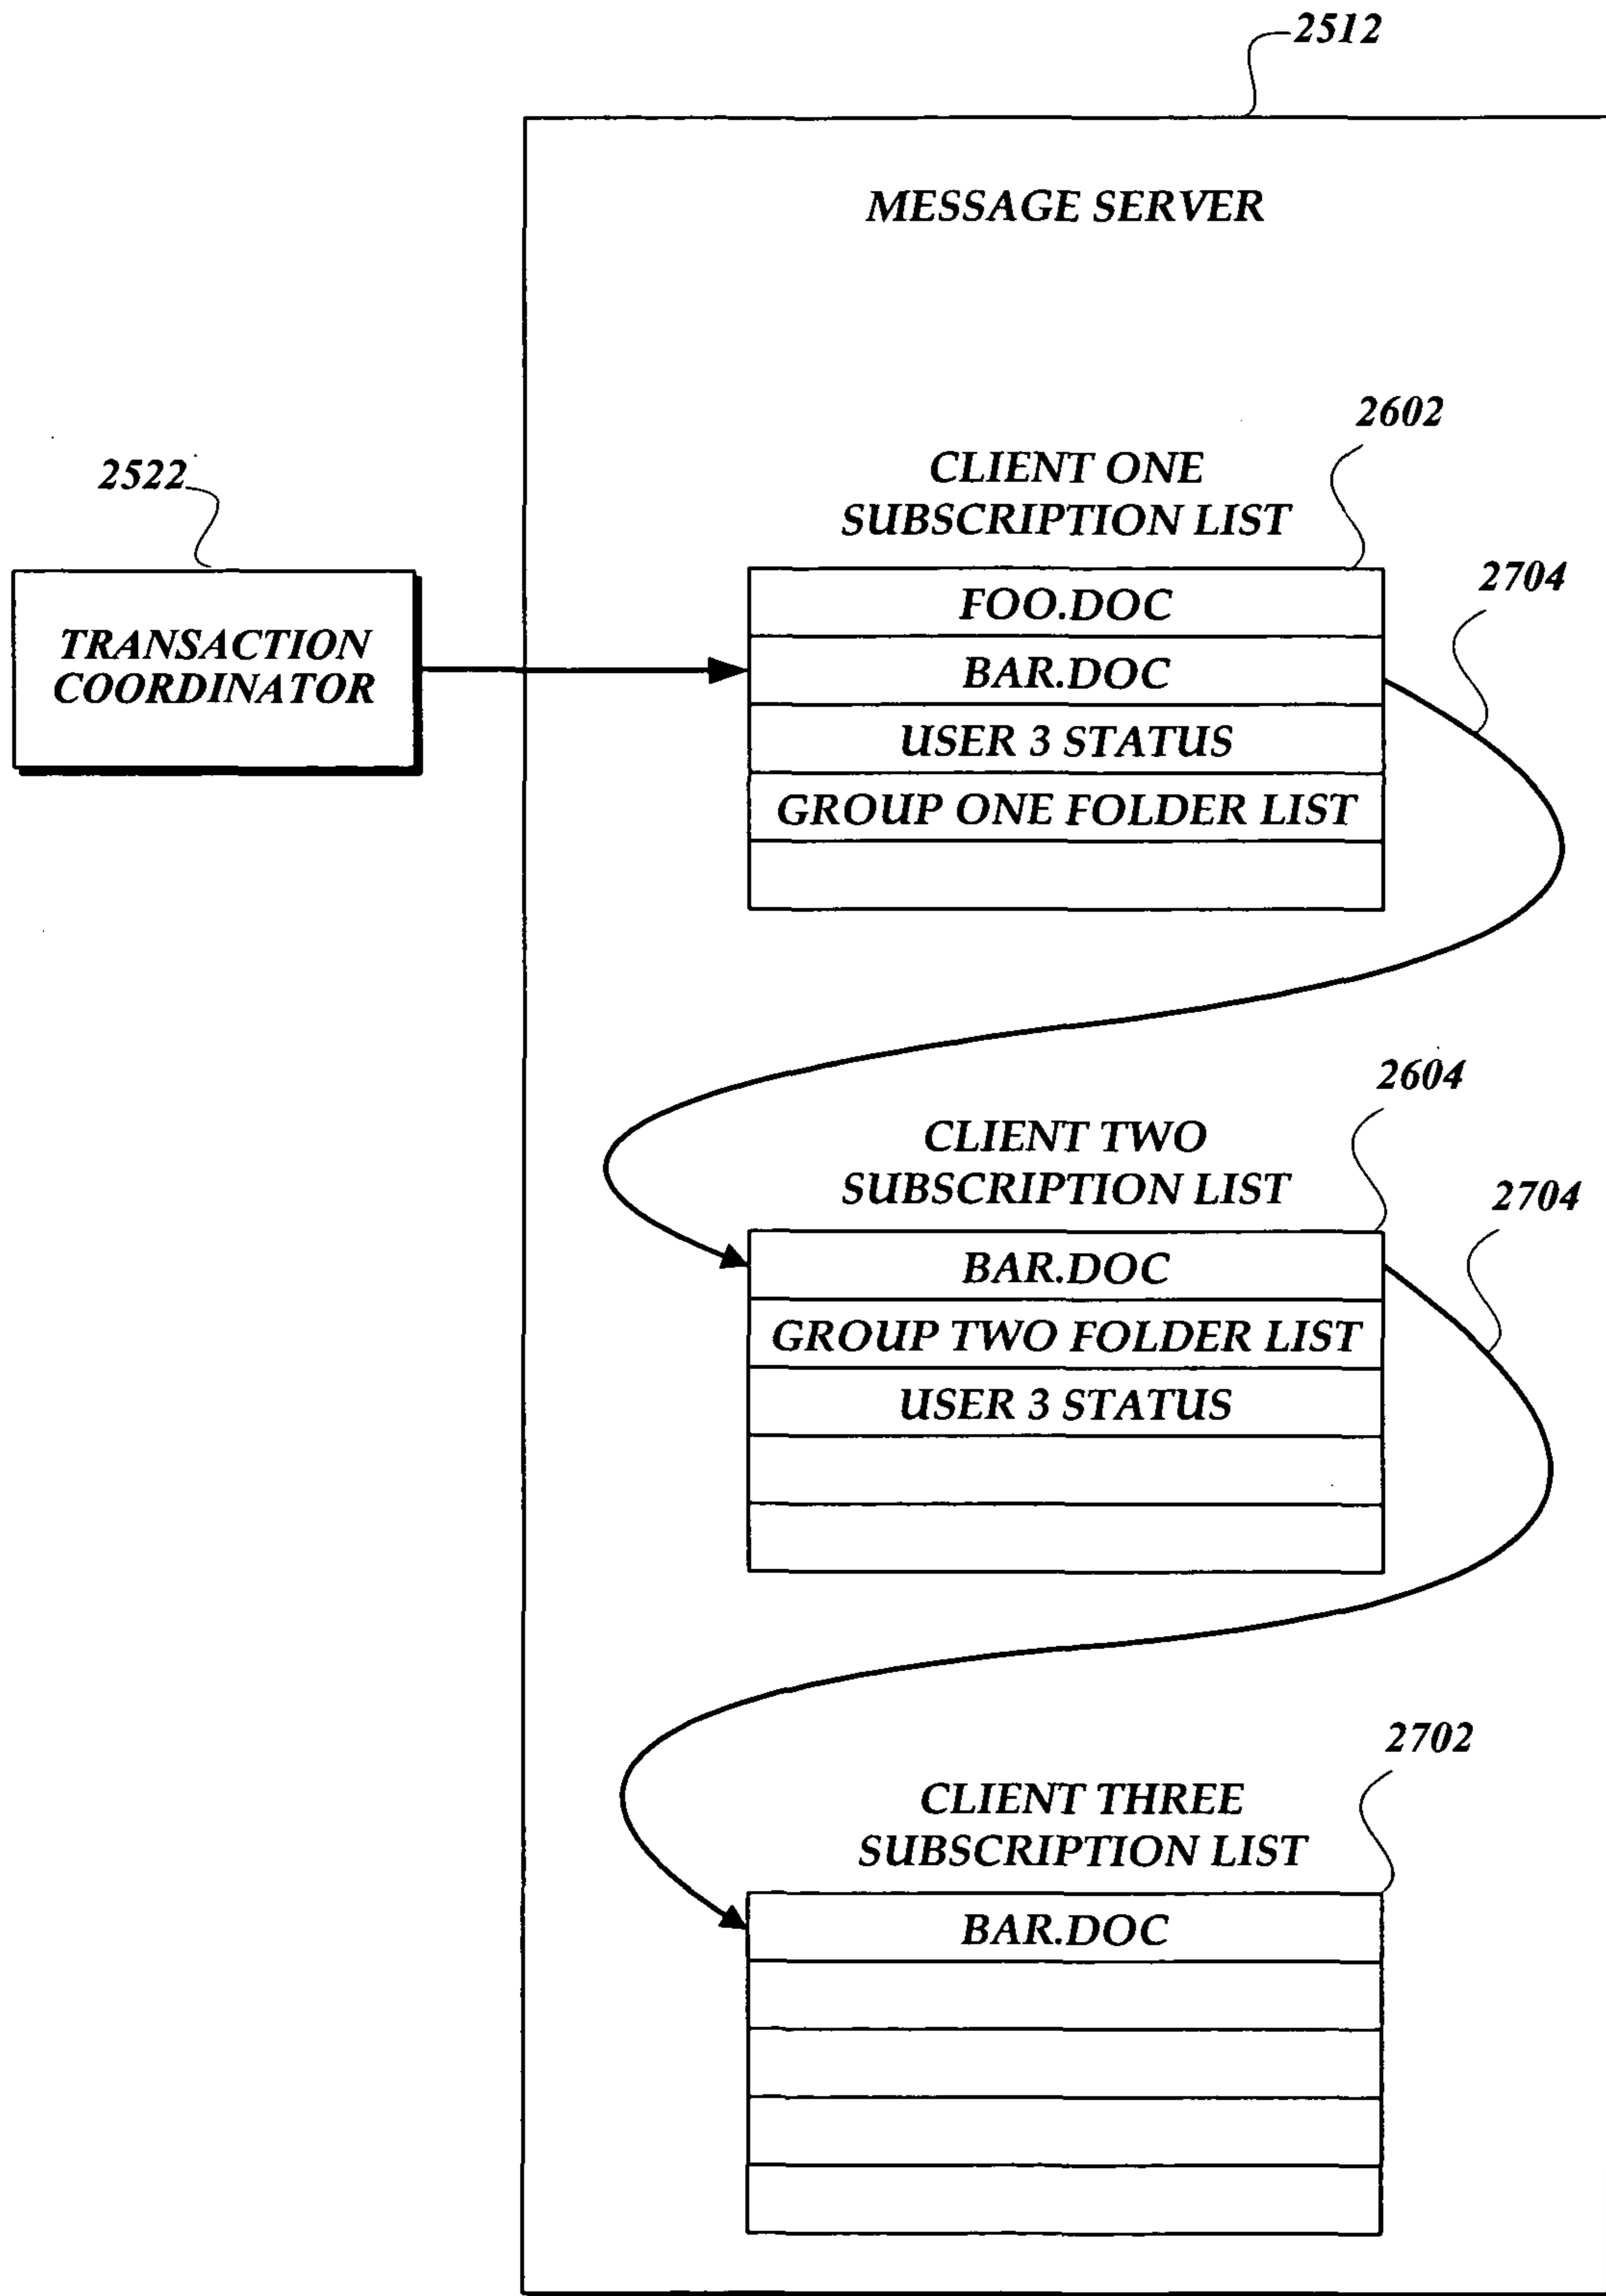 2512
MESSAGE SERVER
2602
CLIENT ONE
SUBSCRIPTION LIST
2522
2704
FOO.DOC
TRANSACTION
COORDINATOR
BAR.DOC
USER 3 STATUS
GROUP ONE FOLDER LIST
2604
CLIENT TWO
SUBSCRIPTION LIST
2704
BAR.DOC
GROUP TWO FOLDER LIST
USER 3 STATUS
2702
CLIENT THREE
SUBSCRIPTION LIST
BAR.DOC